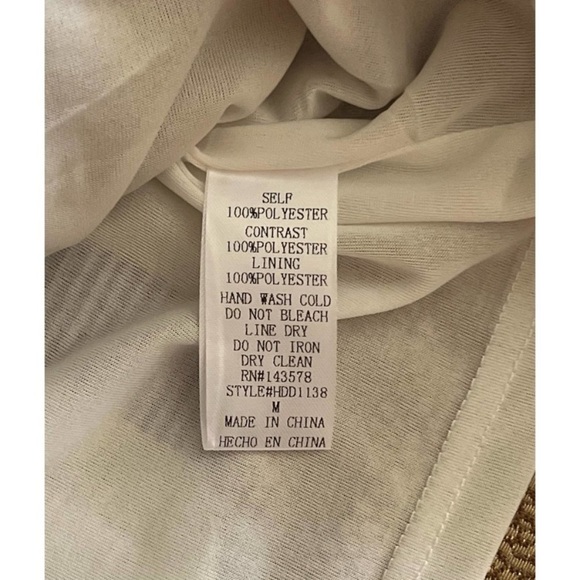 SELF
100%POLYESTER
CONTRAST
100%POLYESTER
LINING
100%POLYESTER
HAND WASH COLD
DO NOT BLEACH
LINE DRY
DO NOT IRON
DRY CLEAN
RN#143578
STYLE#HDD1138
M
MADE IN CHINA
HECHO EN CHINA